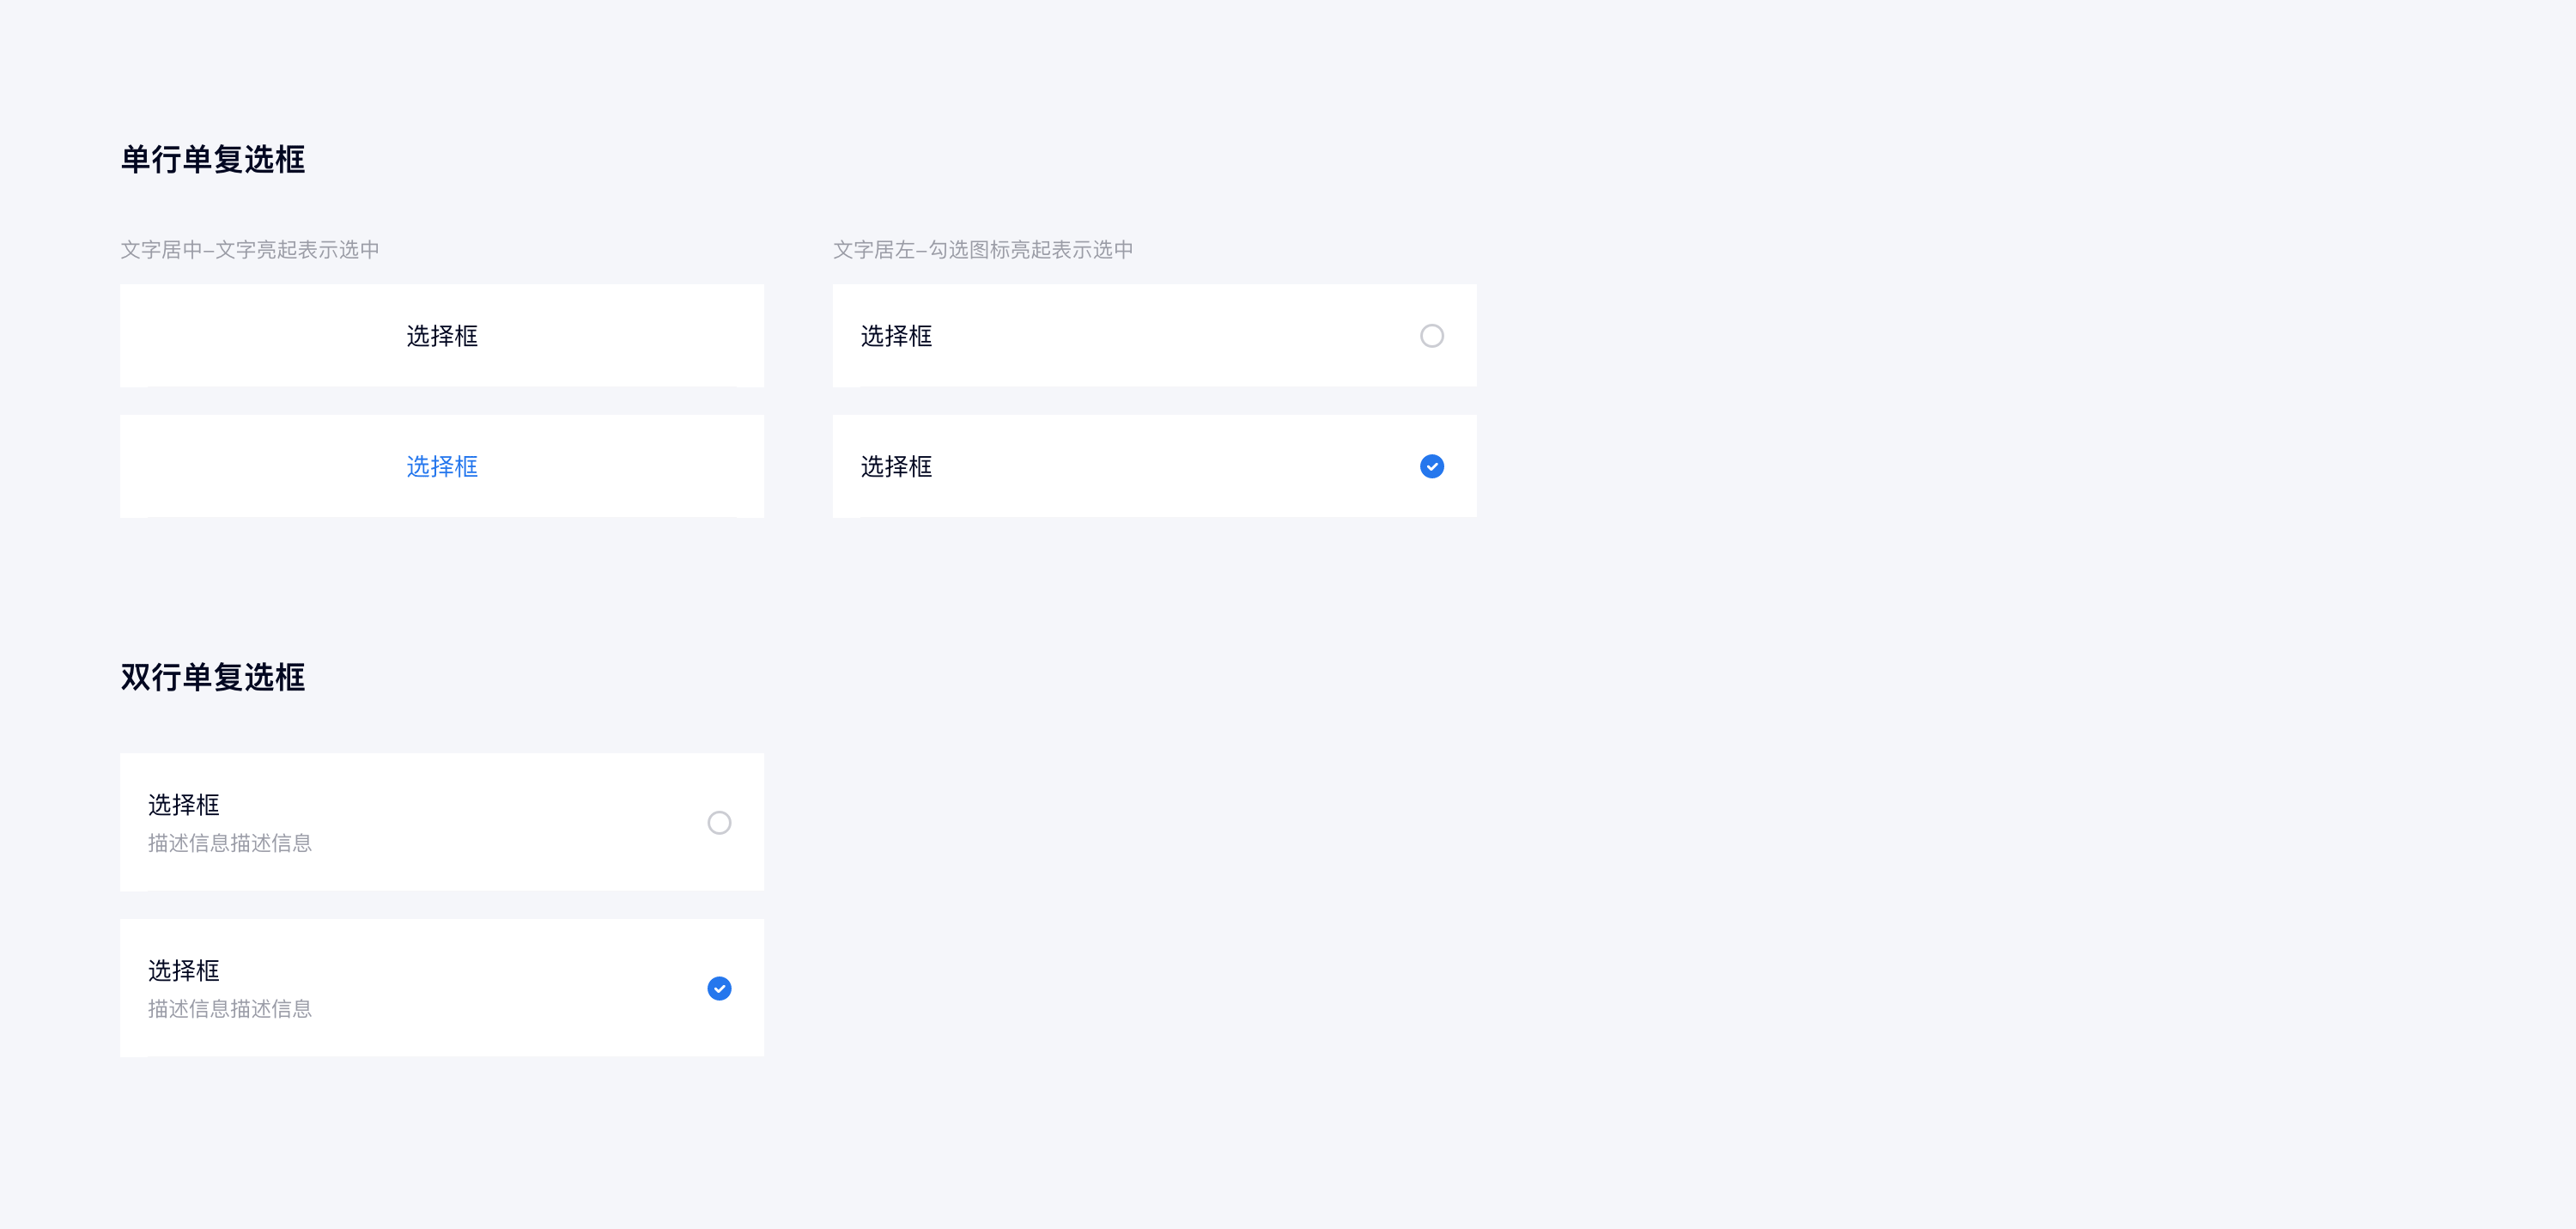 单行单复选框
文字居中–文字亮起表示选中
文字居左–勾选图标亮起表示选中
选择框
选择框
选择框
选择框
双行单复选框
选择框
描述信息描述信息
选择框
描述信息描述信息